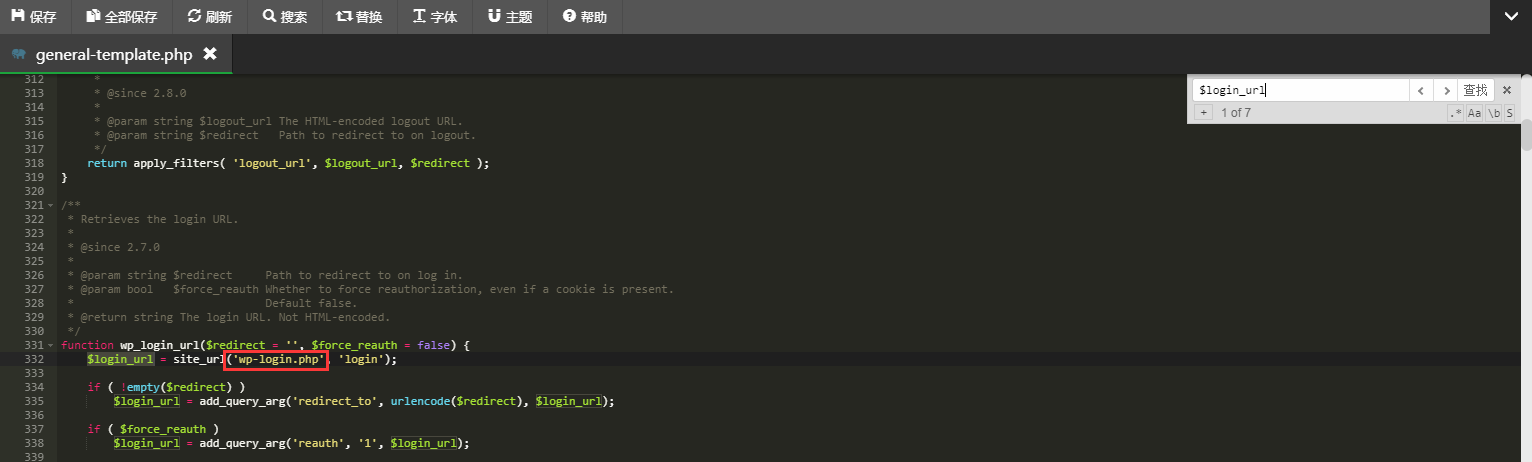 保存 全部保存 刷新 搜索 替换 字体 主题 帮助
general-template.php
$login_url 查找
+ 1 of 7 .* Aa \b S
312 *
313 * @since 2.8.0
314 *
315 * @param string $logout_url The HTML-encoded logout URL.
316 * @param string $redirect   Path to redirect to on logout.
317 */
318 return apply_filters( 'logout_url', $logout_url, $redirect );
319 }
320
321 /**
322 * Retrieves the login URL.
323 *
324 * @since 2.7.0
325 *
326 * @param string $redirect     Path to redirect to on log in.
327 * @param bool   $force_reauth Whether to force reauthorization, even if a cookie is present.
328 *                             Default false.
329 * @return string The login URL. Not HTML-encoded.
330 */
331 function wp_login_url($redirect = '', $force_reauth = false) {
332 $login_url = site_url('wp-login.php', 'login');
333
334 if ( !empty($redirect) )
335 $login_url = add_query_arg('redirect_to', urlencode($redirect), $login_url);
336
337 if ( $force_reauth )
338 $login_url = add_query_arg('reauth', '1', $login_url);
339